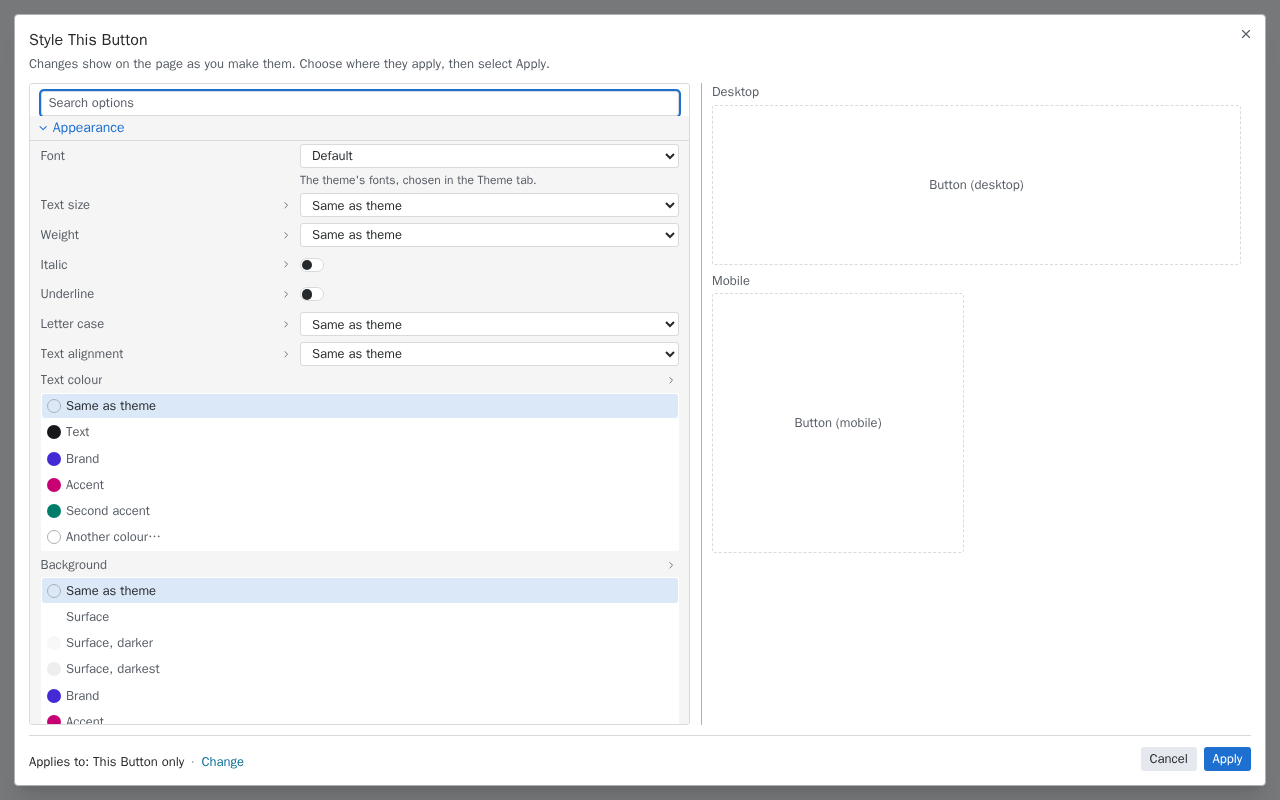 Style This Button
Changes show on the page as you make them. Choose where they apply, then select Apply.
Search options
Appearance
Font
Default
The theme's fonts, chosen in the Theme tab.
Text size
Same as theme
Weight
Same as theme
Italic
Underline
Letter case
Same as theme
Text alignment
Same as theme
Text colour
Same as theme
Text
Brand
Accent
Second accent
Another colour…
Background
Same as theme
Surface
Surface, darker
Surface, darkest
Brand
Accent
Desktop
Button (desktop)
Mobile
Button (mobile)
Applies to: This Button only · Change
Cancel
Apply